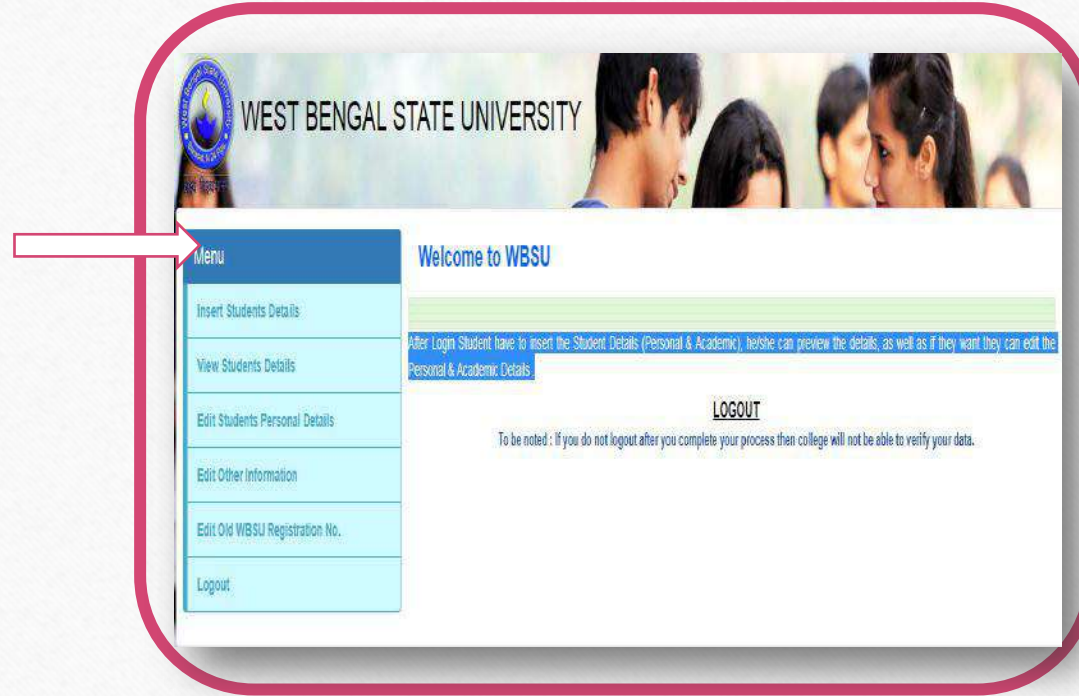 West Bengal State University
WEST BENGAL STATE UNIVERSITY
Menu
Insert Students Details
View Students Details
Edit Students Personal Details
Edit Other Information
Edit Old WBSU Registration No.
Logout
Welcome to WBSU
After Login Student have to insert the Student Details (Personal & Academic), he/she can preview the details, as well as if they want they can edit the
Personal & Academic Details .
LOGOUT
To be noted : If you do not logout after you complete your process then college will not be able to verify your data.